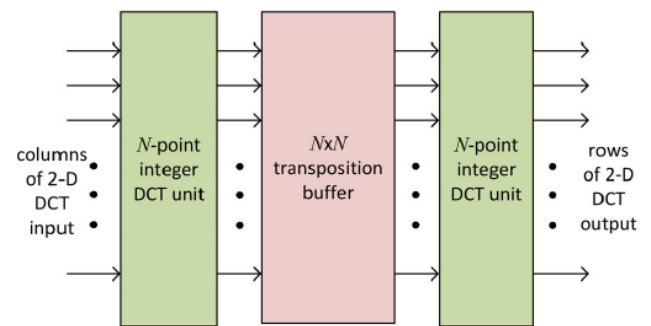 columns
of 2-D
DCT
input
N-point
integer
DCT unit
NxN
transposition
buffer
N-point
integer
DCT unit
rows
of 2-D
DCT
output